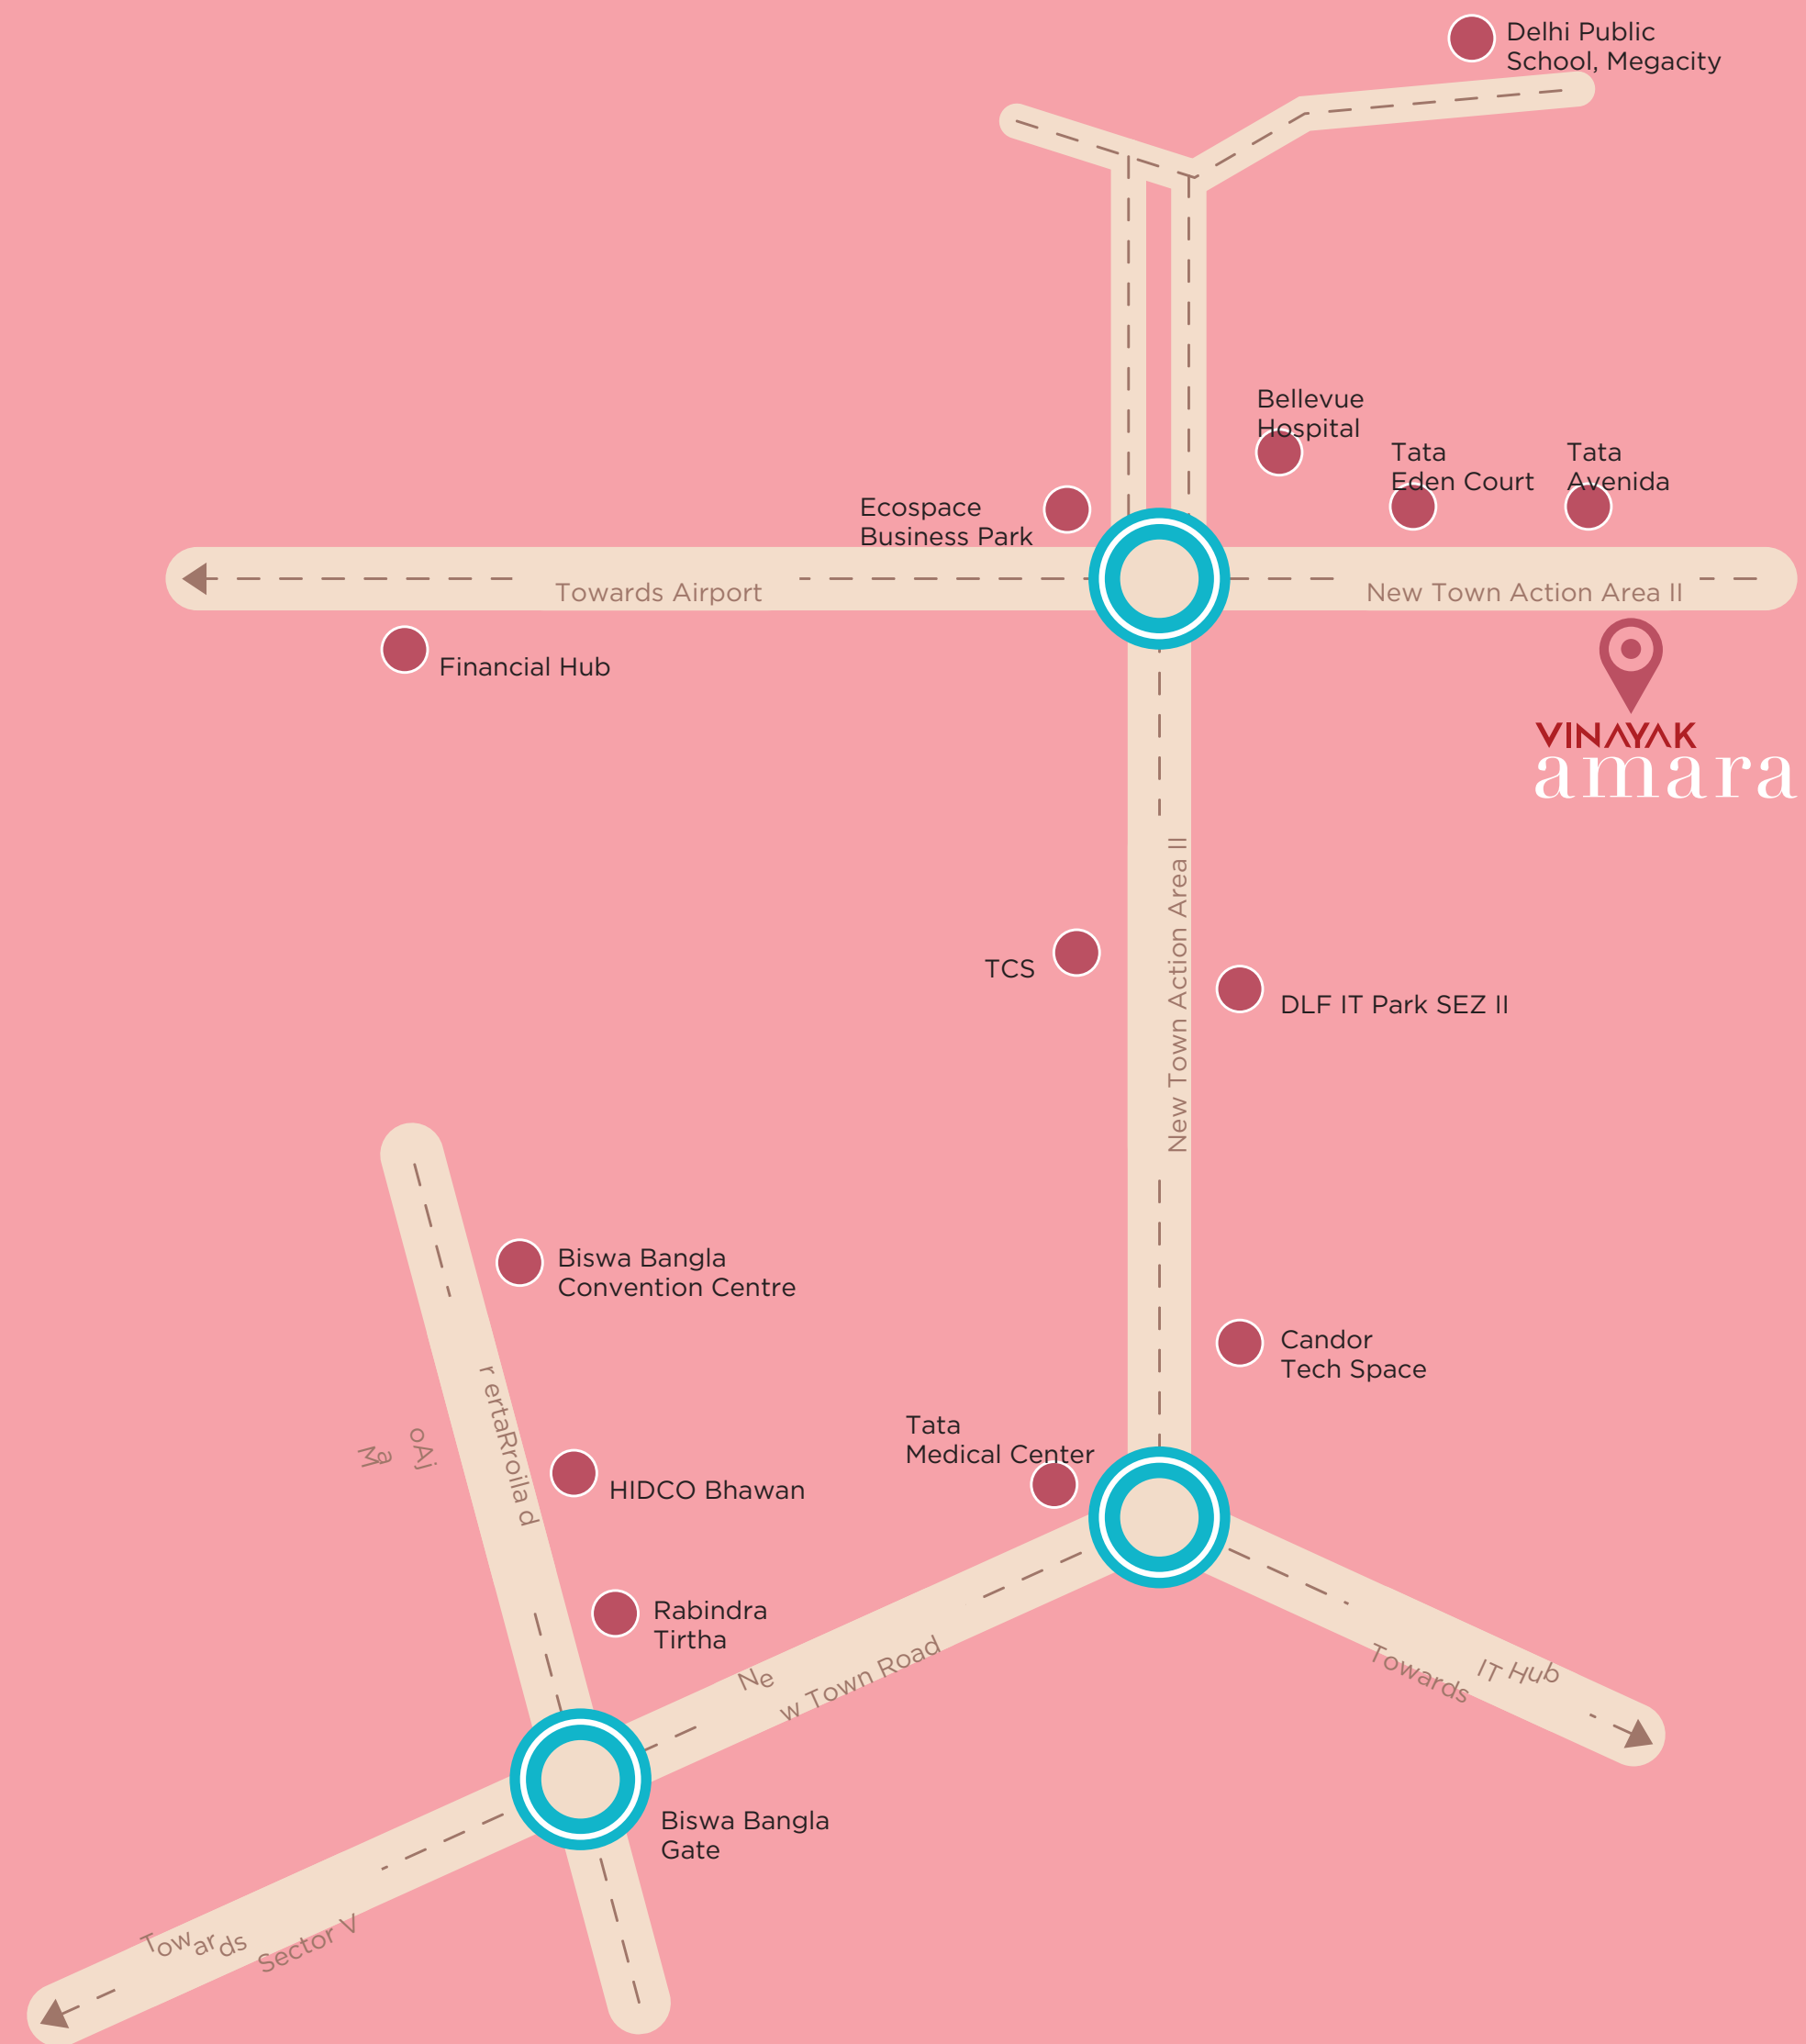 Delhi Public
School, Megacity
Bellevue
Hospital
Tata
Eden Court
Tata
Avenida
Ecospace
Business Park
Towards Airport
New Town Action Area II
Financial Hub
VINAYAK
amara
New Town Action Area II
TCS
DLF IT Park SEZ II
Biswa Bangla
Convention Centre
Candor
Tech Space
Tata
Medical Center
HIDCO Bhawan
Rabindra
Tirtha
New Town Road
Towards IT Hub
Biswa Bangla
Gate
Towards Sector V